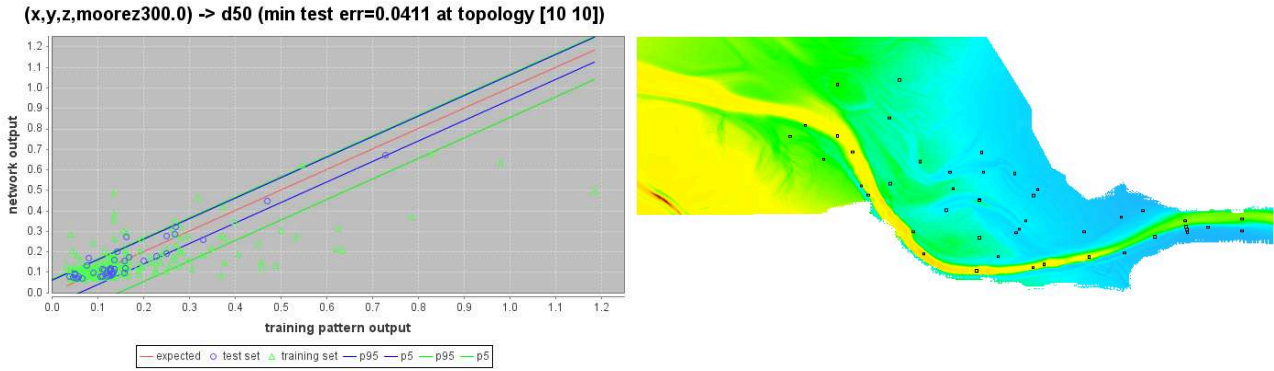 (x,y,z,moorez300.0) -> d50 (min test err=0.0411 at topology [10 10])
1.2
1.1
1.0
0.9
0.8
0.7
0.6
0.5
0.4
0.3
0.2
0.1
0.0
network output
0.0 0.1 0.2 0.3 0.4 0.5 0.6 0.7 0.8 0.9 1.0 1.1 1.2
training pattern output
expected test set training set p95 p5 p95 p5